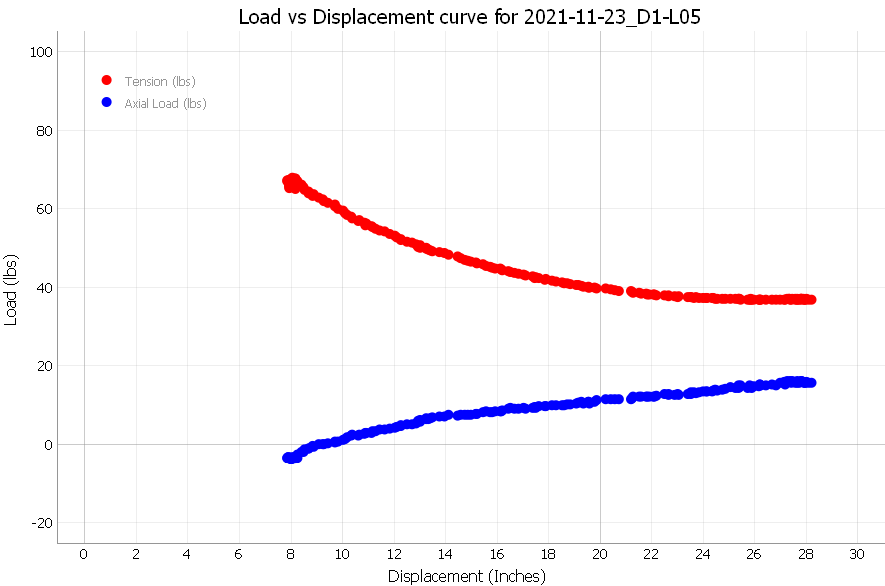 Load vs Displacement curve for 2021-11-23_D1-L05
100
Tension (lbs)
Axial Load (lbs)
80
60
Load (lbs)
40
20
0
-20
0 2 4 6 8 10 12 14 16 18 20 22 24 26 28 30
Displacement (Inches)